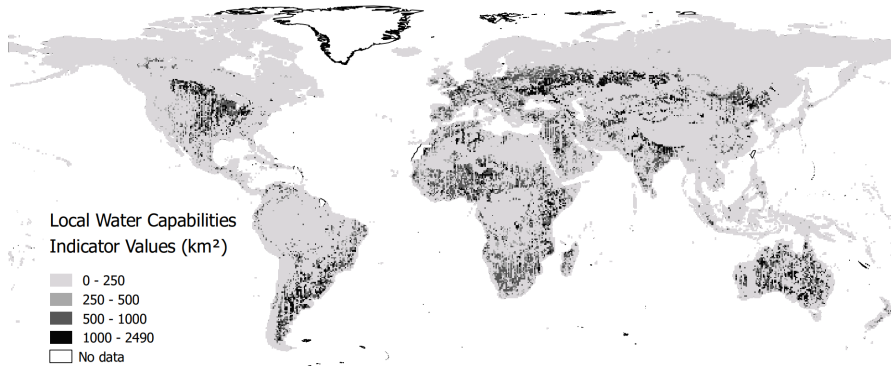 Local Water Capabilities
Indicator Values (km²)
0 - 250
250 - 500
500 - 1000
1000 - 2490
No data